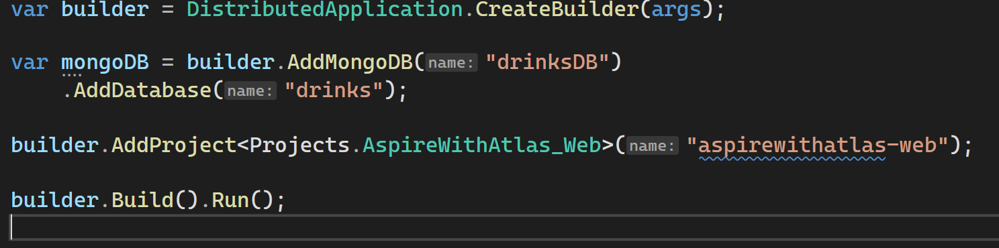 var builder = DistributedApplication.CreateBuilder(args);
var mongoDB = builder.AddMongoDB(name: "drinksDB")
.AddDatabase(name: "drinks");
builder.AddProject<Projects.AspireWithAtlas_Web>(name: "aspirewithatlas-web");
builder.Build().Run();